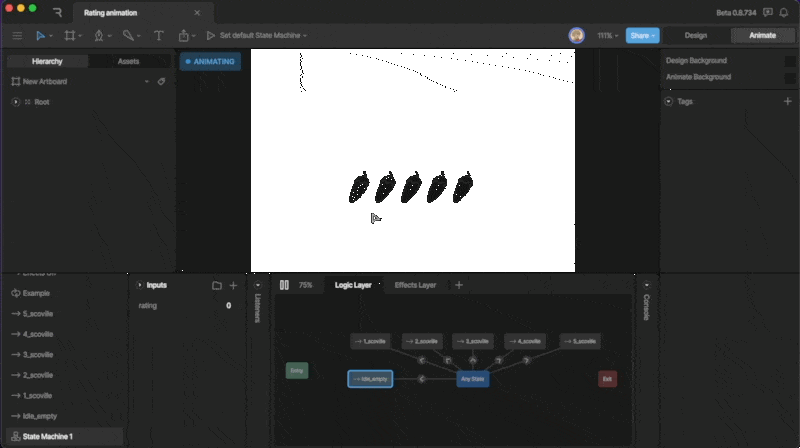 Rating animation
Beta 0.8.734
Set default State Machine
111%
Share
Design
Animate
Hierarchy
Assets
ANIMATING
Design Background
New Artboard
Animate Background
Root
Tags
Example
Inputs
75%
Logic Layer
Effects Layer
5_scoville
rating
0
Listeners
Console
4_scoville
3_scoville
2_scoville
1_scoville
Idle_empty
State Machine 1
1_scoville
2_scoville
3_scoville
4_scoville
5_scoville
Entry
Idle_empty
Any State
Exit